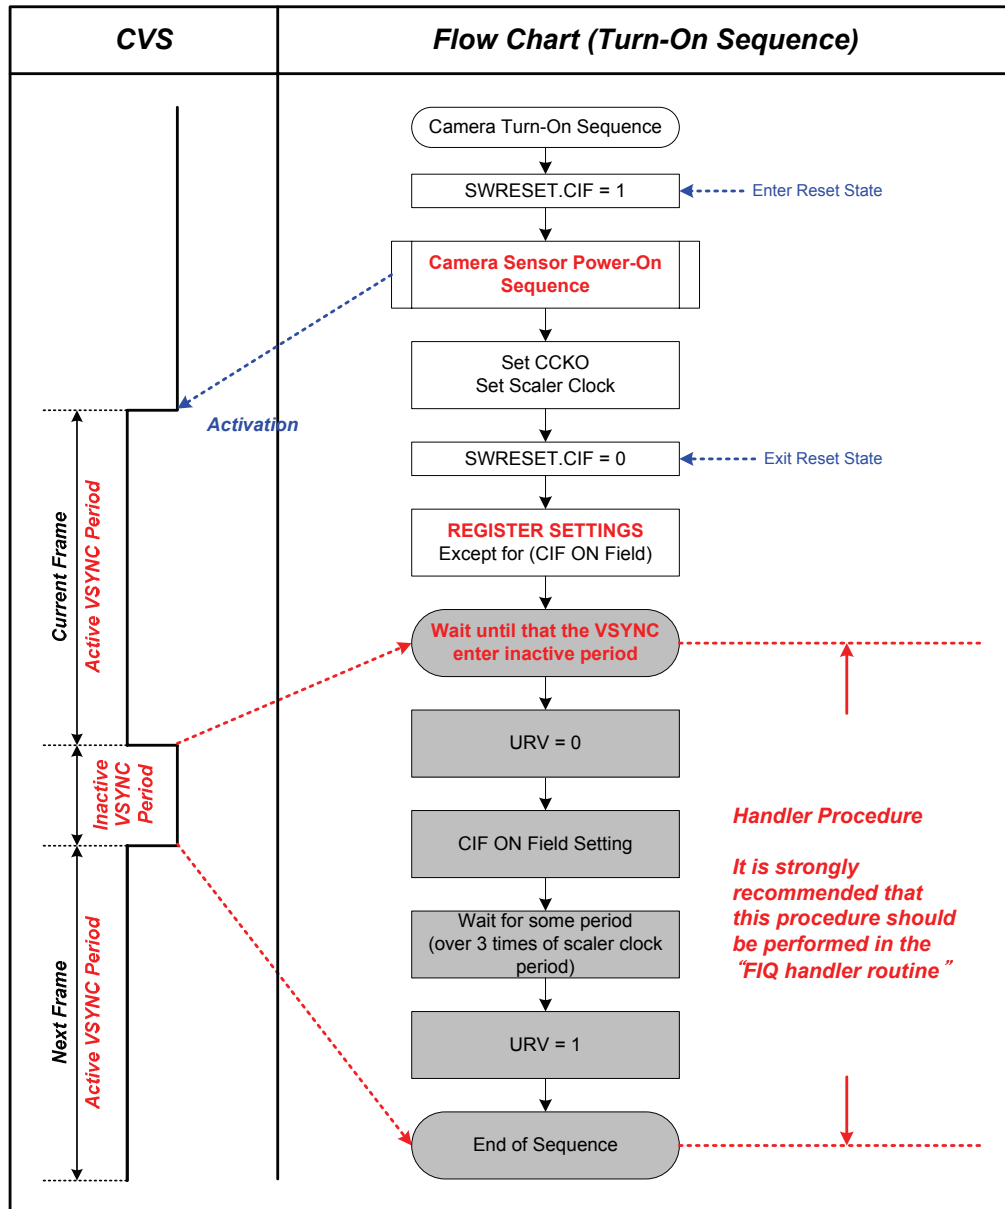 CVS
Flow Chart (Turn-On Sequence)
Camera Turn-On Sequence
SWRESET.CIF = 1
Enter Reset State
Camera Sensor Power-On
Sequence
Set CCKO
Set Scaler Clock
Activation
SWRESET.CIF = 0
Exit Reset State
REGISTER SETTINGS
Except for (CIF ON Field)
Current Frame
Active VSYNC Period
Wait until that the VSYNC
enter inactive period
URV = 0
Inactive
VSYNC
Period
CIF ON Field Setting
Handler Procedure
It is strongly
recommended that
this procedure should
be performed in the
“FIQ handler routine”
Wait for some period
(over 3 times of scaler clock
period)
Next Frame
Active VSYNC Period
URV = 1
End of Sequence